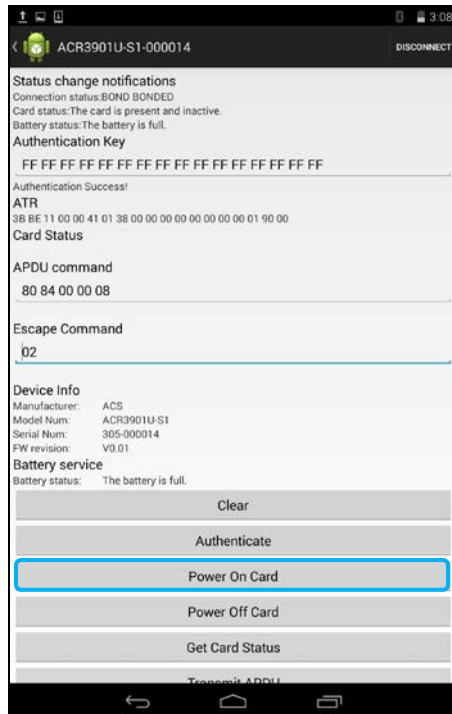 3:08
ACR3901U-S1-000014 DISCONNECT
Status change notifications
Connection status:BOND BONDED
Card status:The card is present and inactive.
Battery status:The battery is full.
Authentication Key
FF FF FF FF FF FF FF FF FF FF FF FF FF FF FF FF
Authentication Success!
ATR
3B BE 11 00 00 41 01 38 00 00 00 00 00 00 00 00 00 01 90 00
Card Status
APDU command
80 84 00 00 08
Escape Command
02
Device Info
Manufacturer: ACS
Model Num: ACR3901U-S1
Serial Num: 305-000014
FW revision: V0.01
Battery service
Battery status: The battery is full.
Clear
Authenticate
Power On Card
Power Off Card
Get Card Status
Transmit APDU